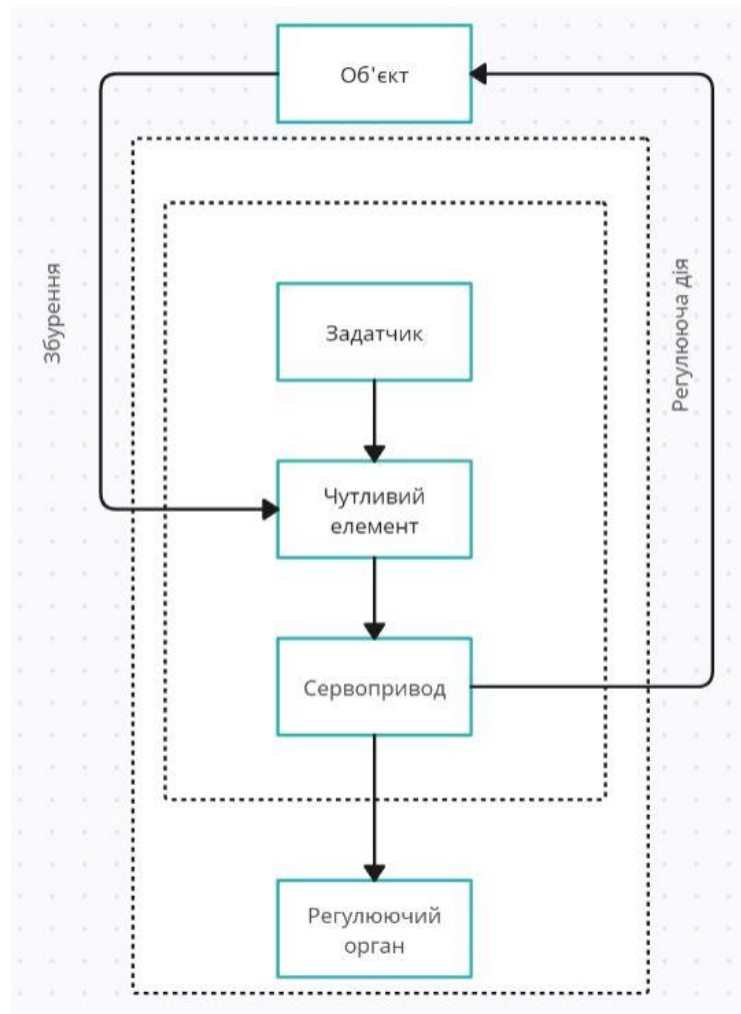 Об'єкт
Збурення
Регулююча дія
Задатчик
Чутливий
елемент
Сервопривод
Регулюючий
орган